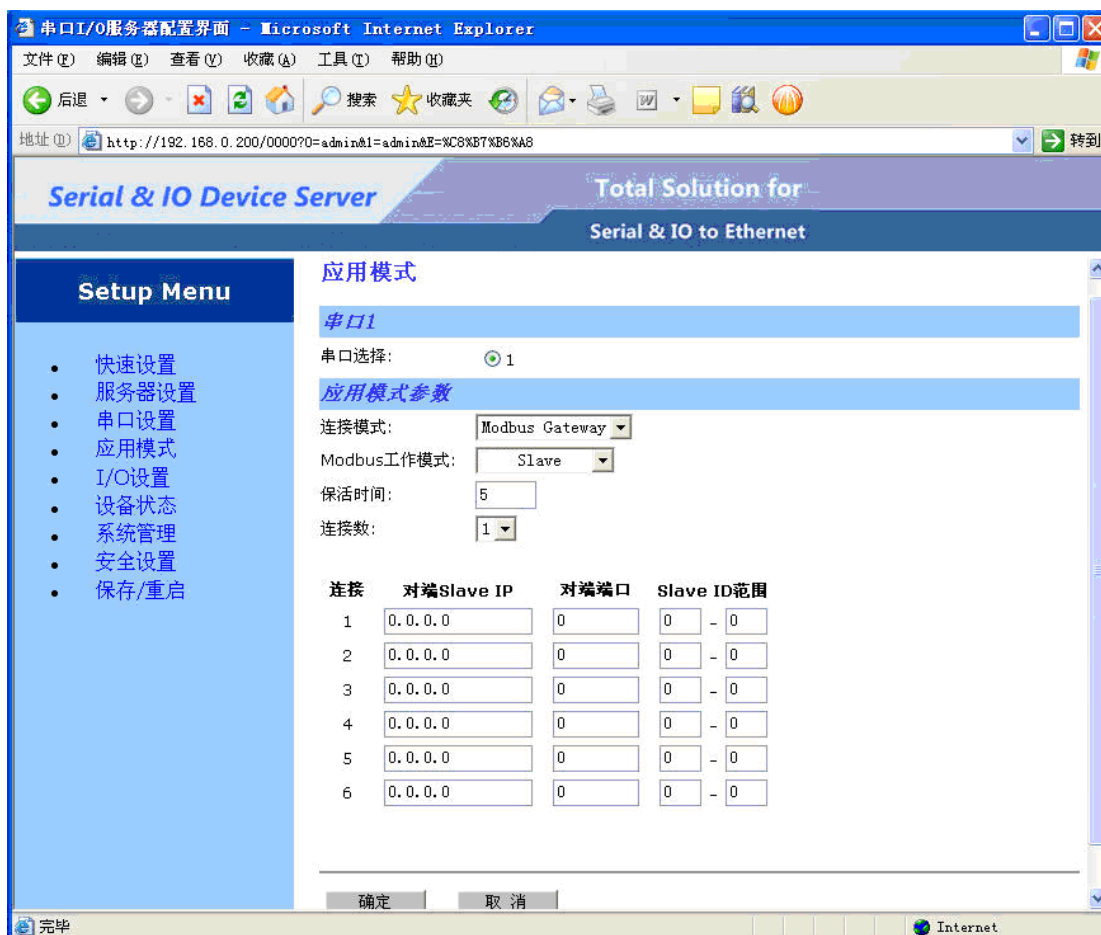 串口I/O服务器配置界面 - Microsoft Internet Explorer
文件(F) 编辑(E) 查看(V) 收藏(A) 工具(T) 帮助(H)
后退 搜索 收藏夹
地址(D) http://192.168.0.200/0000?0=admin&1=admin&E=%C8%B7%B6%A8 转到
Serial & IO Device Server
Total Solution for
Serial & IO to Ethernet
Setup Menu
快速设置
服务器设置
串口设置
应用模式
I/O设置
设备状态
系统管理
安全设置
保存/重启
应用模式
串口1
串口选择: 1
应用模式参数
连接模式: Modbus Gateway
Modbus工作模式: Slave
保活时间: 5
连接数: 1
连接 对端Slave IP 对端端口 Slave ID范围
1 0.0.0.0 0 0 - 0
2 0.0.0.0 0 0 - 0
3 0.0.0.0 0 0 - 0
4 0.0.0.0 0 0 - 0
5 0.0.0.0 0 0 - 0
6 0.0.0.0 0 0 - 0
确定 取 消
完毕 Internet